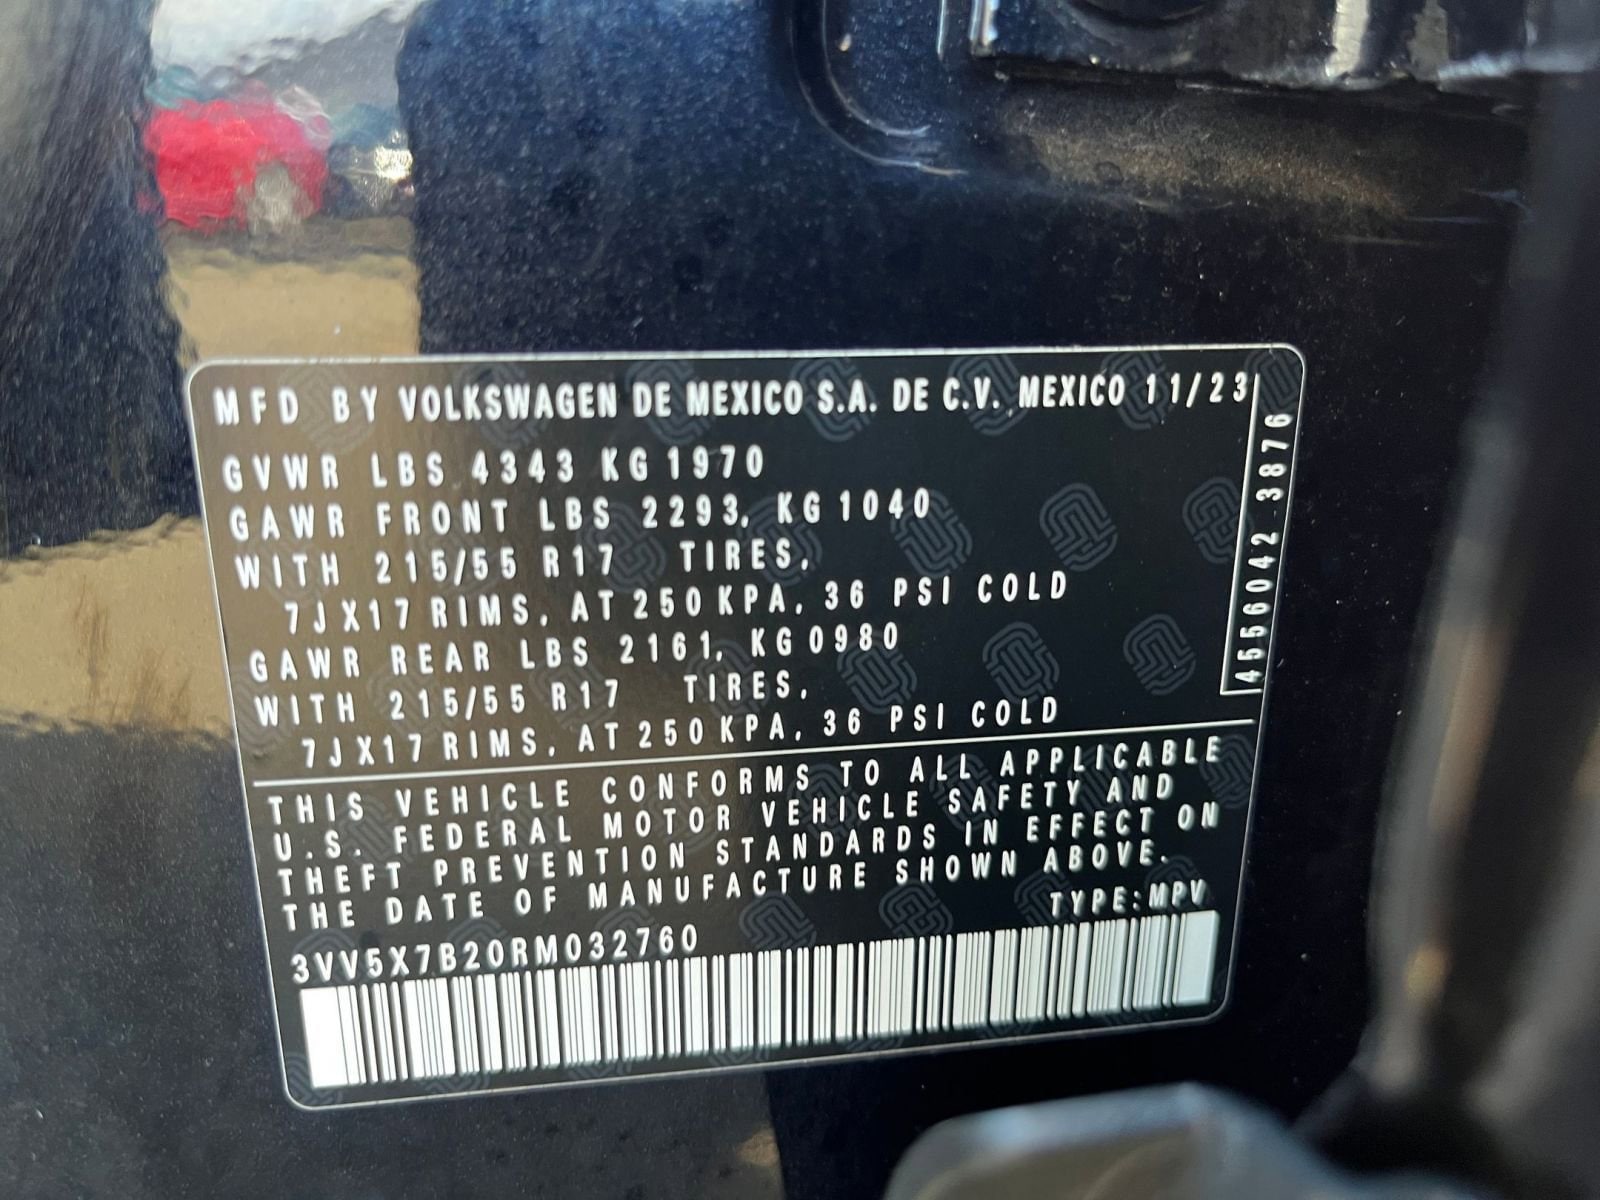 MFD BY VOLKSWAGEN DE MEXICO S.A. DE C.V. MEXICO 11/23
GVWR LBS 4343 KG 1970
GAWR FRONT LBS 2293, KG 1040
WITH 215/55 R17 TIRES,
7JX17 RIMS, AT 250 KPA, 36 PSI COLD
GAWR REAR LBS 2161, KG 0980
WITH 215/55 R17 TIRES,
7JX17 RIMS, AT 250 KPA, 36 PSI COLD
4556042 3876
THIS VEHICLE CONFORMS TO ALL APPLICABLE
U.S. FEDERAL MOTOR VEHICLE SAFETY AND
THEFT PREVENTION STANDARDS IN EFFECT ON
THE DATE OF MANUFACTURE SHOWN ABOVE.
TYPE:MPV
3VV5X7B20RM032760